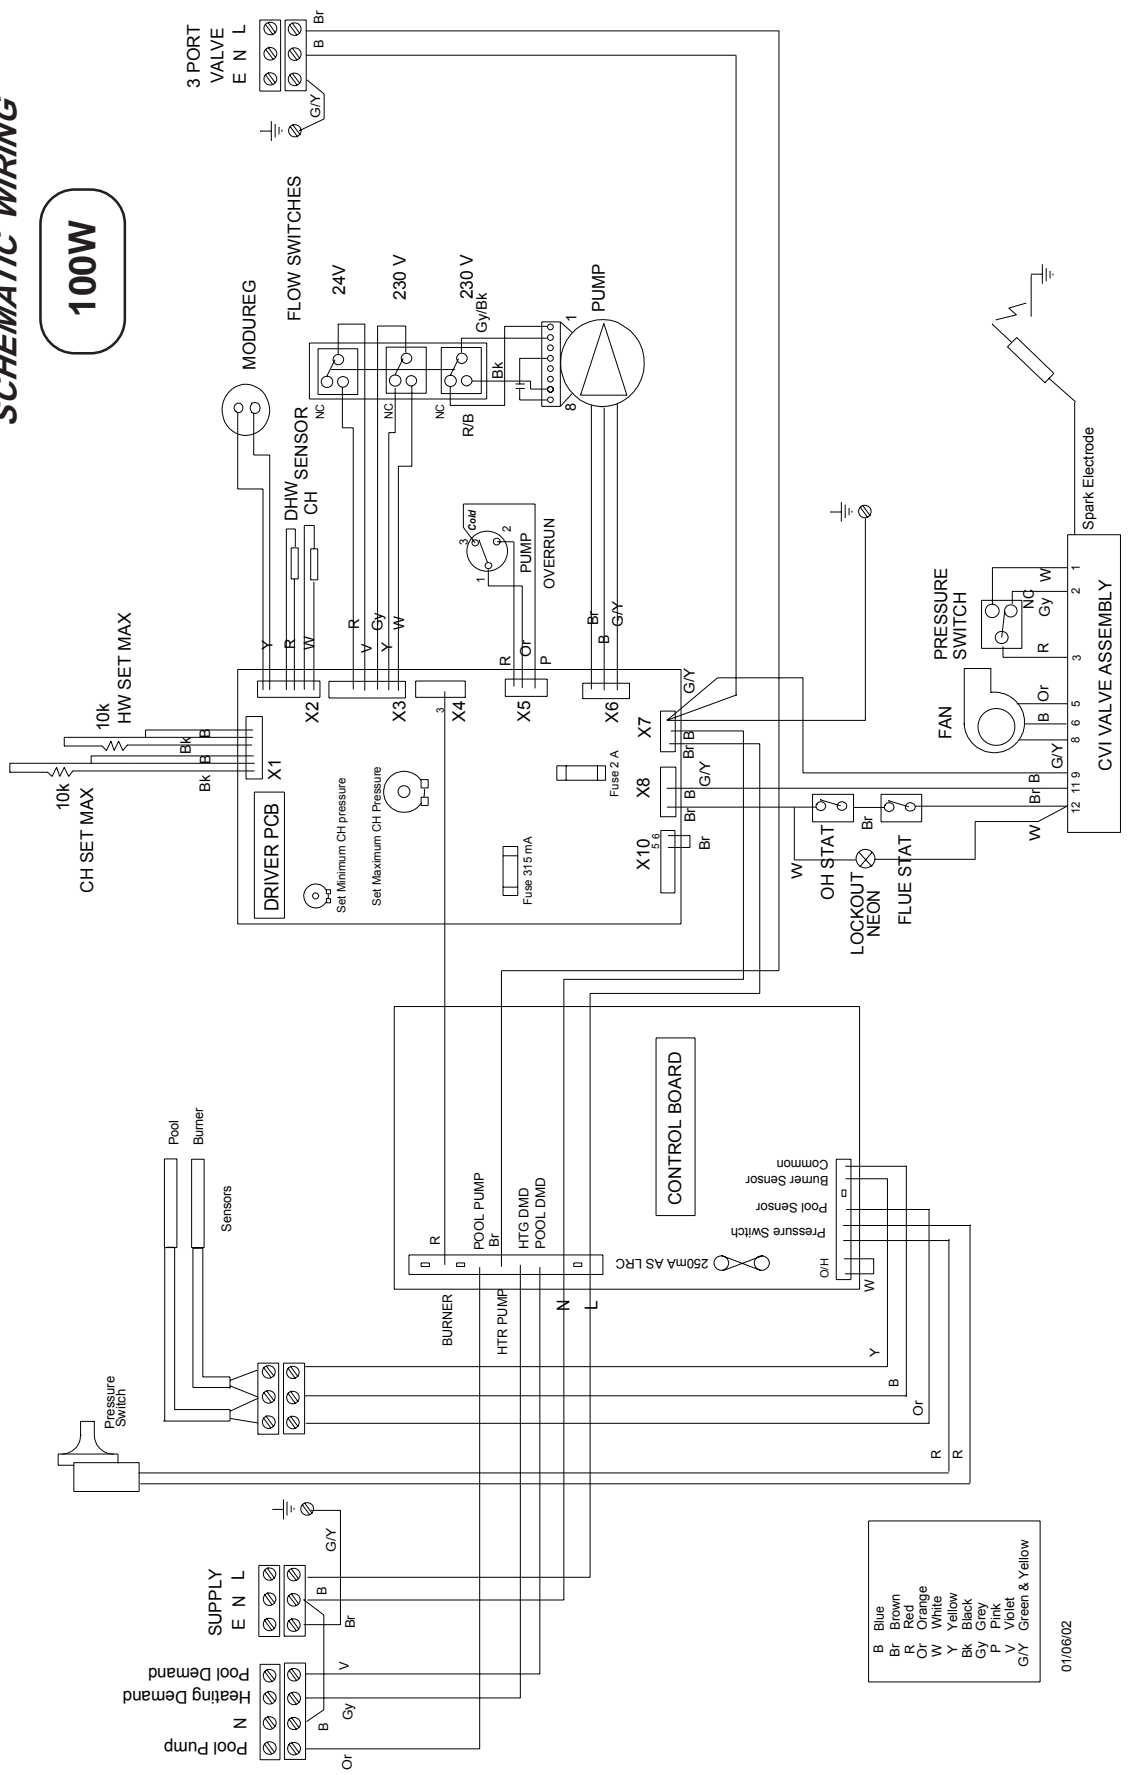 SCHEMATIC WIRING
100W
3 PORT
VALVE
E N L
Br
B
G/Y
MODUREG
FLOW SWITCHES
24V
230 V
230 V
NC
NC
NC
Gy/Bk
Bk
R/B
8
1
PUMP
DHW
CH
SENSOR
Cold
3
2
1
PUMP
OVERRUN
10k
HW SET MAX
10k
CH SET MAX
B
Bk
B
Bk
Y
R
W
R
V
Gy
Y
W
R
Or
P
Br
B
G/Y
X1
X2
X3
3
X4
X5
X6
X7
X8
X10
5 6
DRIVER PCB
Set Minimum CH pressure
Set Maximum CH Pressure
Fuse 315 mA
Fuse 2 A
G/Y
B
Br
G/Y
B
Br
Br
W
OH STAT
Br
LOCKOUT
NEON
FLUE STAT
W
FAN
PRESSURE
SWITCH
NC
W
Gy
R
Or
B
G/Y
B
Br
1
2
3
5
6
8
9
11
12
CVI VALVE ASSEMBLY
Spark Electrode
CONTROL BOARD
R
POOL PUMP
Br
HTG DMD
POOL DMD
BURNER
HTR PUMP
N
L
250mA AS LRC
Common
Burner Sensor
Pool Sensor
Pressure Switch
O/H
W
Pool
Burner
Sensors
Pressure
Switch
Y
B
Or
R
R
SUPPLY
E N L
G/Y
B
Br
Pool Demand
Heating Demand
N
Pool Pump
V
Gy
B
Or
B Blue
Br Brown
R Red
Or Orange
W White
Y Yellow
Bk Black
Gy Grey
P Pink
V Violet
G/Y Green & Yellow
01/06/02